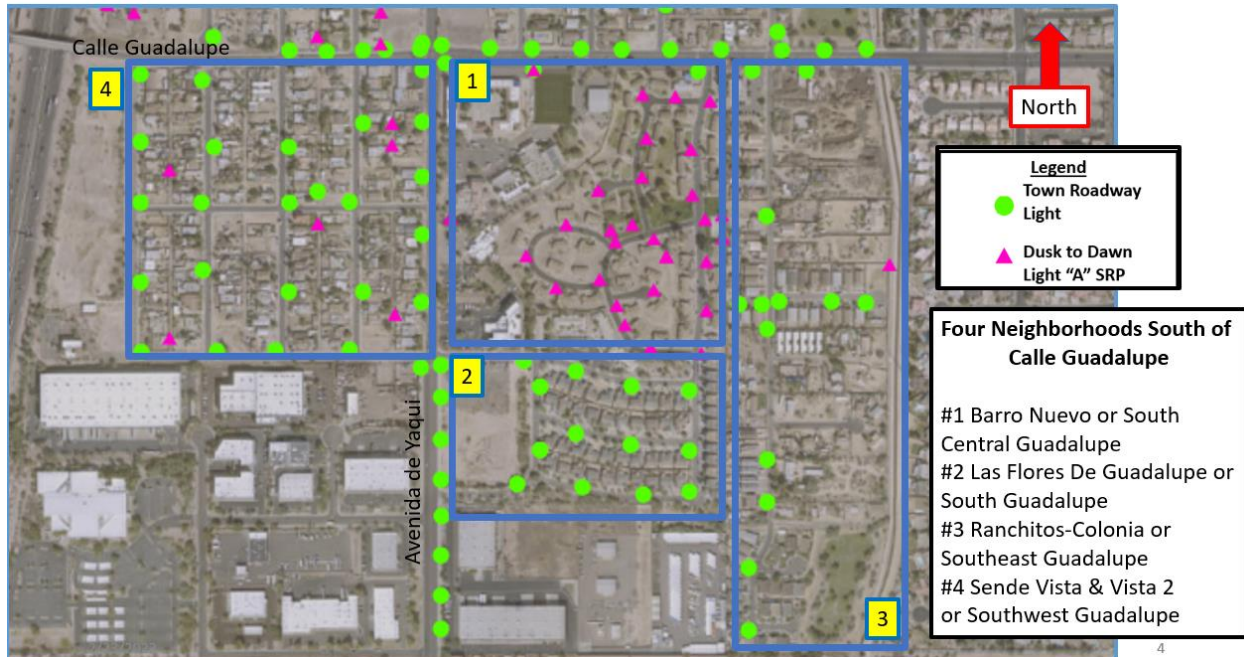 Calle Guadalupe
4
1
North
Legend
Town Roadway
Light
Dusk to Dawn
Light "A" SRP
2
Avenida de Yaqui
3
Four Neighborhoods South of
Calle Guadalupe
#1 Barro Nuevo or South
Central Guadalupe
#2 Las Flores De Guadalupe or
South Guadalupe
#3 Ranchitos-Colonia or
Southeast Guadalupe
#4 Sende Vista & Vista 2
or Southwest Guadalupe
4